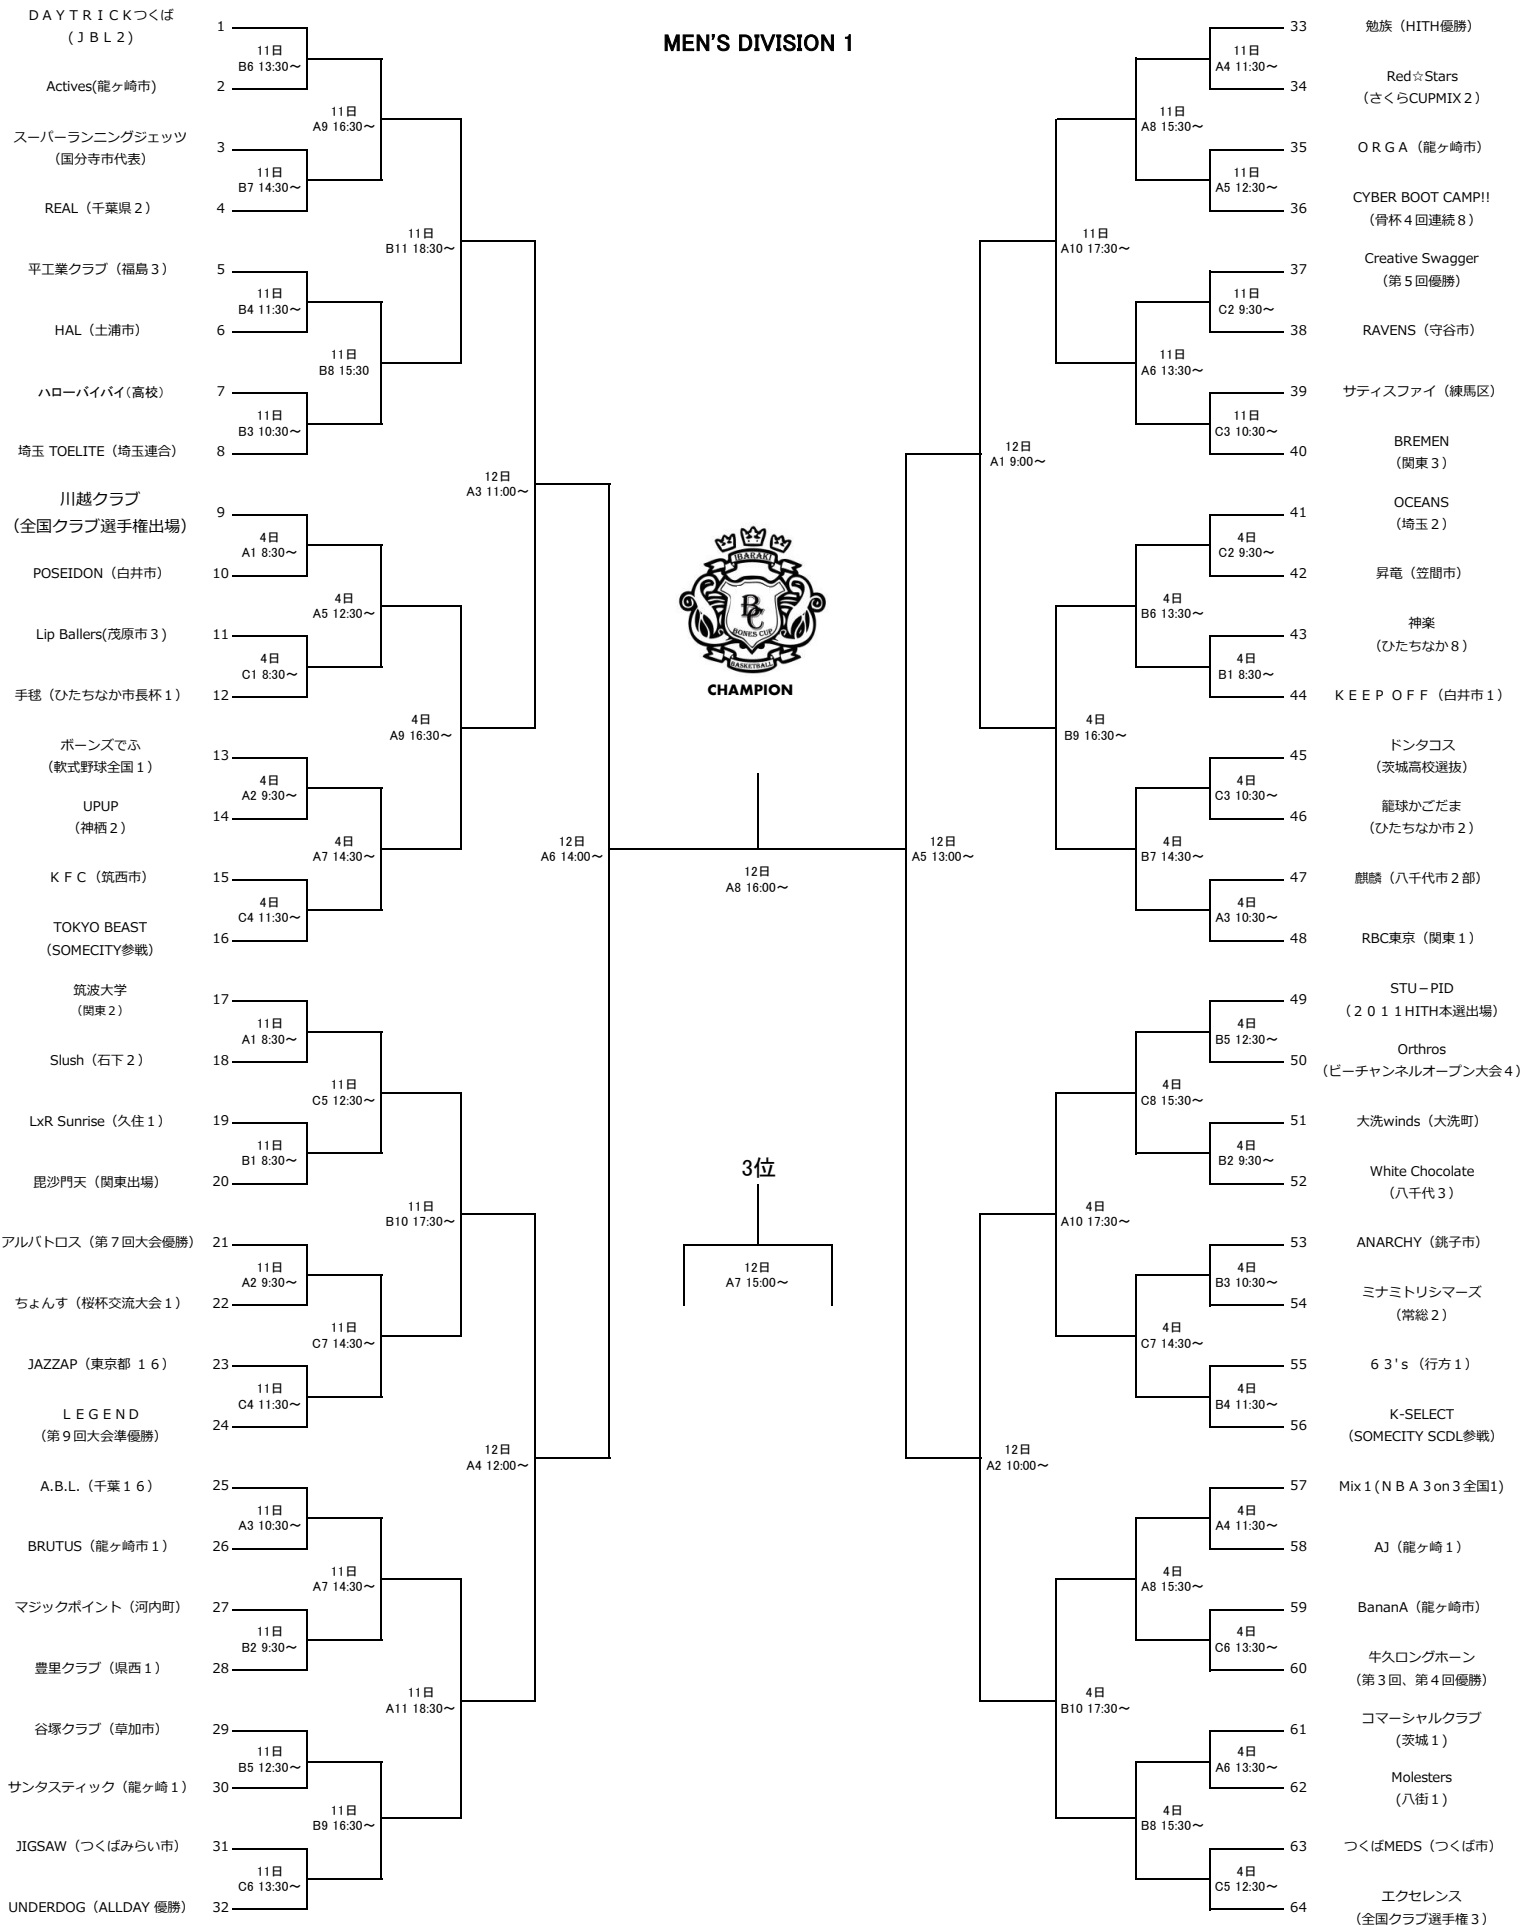 MEN'S DIVISION 1
ＤＡＹＴＲＩＣＫつくば
(ＪＢＬ２)
1
11日
B6 13:30～
Actives(龍ヶ崎市)
2
11日
A9 16:30～
スーパーランニングジェッツ
（国分寺市代表）
3
11日
B7 14:30～
REAL（千葉県２）
4
11日
B11 18:30～
平工業クラブ（福島３）
5
11日
B4 11:30～
HAL（土浦市）
6
11日
B8 15:30
ハローバイバイ（高校）
7
11日
B3 10:30～
埼玉 TOELITE（埼玉連合）
8
12日
A3 11:00～
川越クラブ
（全国クラブ選手権出場）
9
4日
A1 8:30～
POSEIDON（白井市）
10
4日
A5 12:30～
Lip Ballers(茂原市３)
11
4日
C1 8:30～
手毬（ひたちなか市長杯１）
12
4日
A9 16:30～
ボーンズでふ
（軟式野球全国１）
13
4日
A2 9:30～
UPUP
（神栖２）
14
4日
A7 14:30～
ＫＦＣ（筑西市）
15
4日
C4 11:30～
TOKYO BEAST
（SOMECITY参戦）
16
12日
A6 14:00～
筑波大学
（関東２）
17
11日
A1 8:30～
Slush（石下２）
18
11日
C5 12:30～
LxR Sunrise（久住１）
19
11日
B1 8:30～
毘沙門天（関東出場）
20
11日
B10 17:30～
アルバトロス（第７回大会優勝）
21
11日
A2 9:30～
ちょんす（桜杯交流大会１）
22
11日
C7 14:30～
JAZZAP（東京都 １６）
23
11日
C4 11:30～
ＬＥＧＥＮＤ
（第９回大会準優勝）
24
12日
A4 12:00～
A.B.L.（千葉１６）
25
11日
A3 10:30～
BRUTUS（龍ヶ崎市１）
26
11日
A7 14:30～
マジックポイント（河内町）
27
11日
B2 9:30～
豊里クラブ（県西１）
28
11日
A11 18:30～
谷塚クラブ（草加市）
29
11日
B5 12:30～
サンタスティック（龍ヶ崎１）
30
11日
B9 16:30～
JIGSAW（つくばみらい市）
31
11日
C6 13:30～
UNDERDOG（ALLDAY 優勝）
32
IBARAKI
BC
BONES CUP
BASKETBALL
CHAMPION
12日
A8 16:00～
3位
12日
A7 15:00～
33
勉族（HITH優勝）
11日
A4 11:30～
34
Red☆Stars
（さくらCUPMIX２）
11日
A8 15:30～
35
ＯＲＧＡ（龍ヶ崎市）
11日
A5 12:30～
36
CYBER BOOT CAMP!!
（骨杯４回連続８）
11日
A10 17:30～
37
Creative Swagger
（第５回優勝）
11日
C2 9:30～
38
RAVENS（守谷市）
11日
A6 13:30～
39
サティスファイ（練馬区）
11日
C3 10:30～
40
BREMEN
（関東３）
12日
A1 9:00～
41
OCEANS
（埼玉２）
4日
C2 9:30～
42
昇竜（笠間市）
4日
B6 13:30～
43
神楽
（ひたちなか８）
4日
B1 8:30～
44
ＫＥＥＰ ＯＦＦ（白井市１）
4日
B9 16:30～
45
ドンタコス
（茨城高校選抜）
4日
C3 10:30～
46
籠球かごだま
（ひたちなか市２）
4日
B7 14:30～
47
麒麟（八千代市２部）
4日
A3 10:30～
48
RBC東京（関東１）
12日
A5 13:00～
49
STU－PID
（２０１１HITH本選出場）
4日
B5 12:30～
50
Orthros
（ビーチャンネルオープン大会４）
4日
C8 15:30～
51
大洗winds（大洗町）
4日
B2 9:30～
52
White Chocolate
（八千代３）
4日
A10 17:30～
53
ANARCHY（銚子市）
4日
B3 10:30～
54
ミナミトリシマーズ
（常総２）
4日
C7 14:30～
55
６３'ｓ（行方１）
4日
B4 11:30～
56
K-SELECT
（SOMECITY SCDL参戦）
12日
A2 10:00～
57
Mix１(ＮＢＡ３on３全国1)
4日
A4 11:30～
58
AJ（龍ヶ崎１）
4日
A8 15:30～
59
BananA（龍ヶ崎市）
4日
C6 13:30～
60
牛久ロングホーン
（第３回、第４回優勝）
4日
B10 17:30～
61
コマーシャルクラブ
（茨城１）
4日
A6 13:30～
62
Molesters
（八街１）
4日
B8 15:30～
63
つくばMEDS（つくば市）
4日
C5 12:30～
64
エクセレンス
（全国クラブ選手権３）